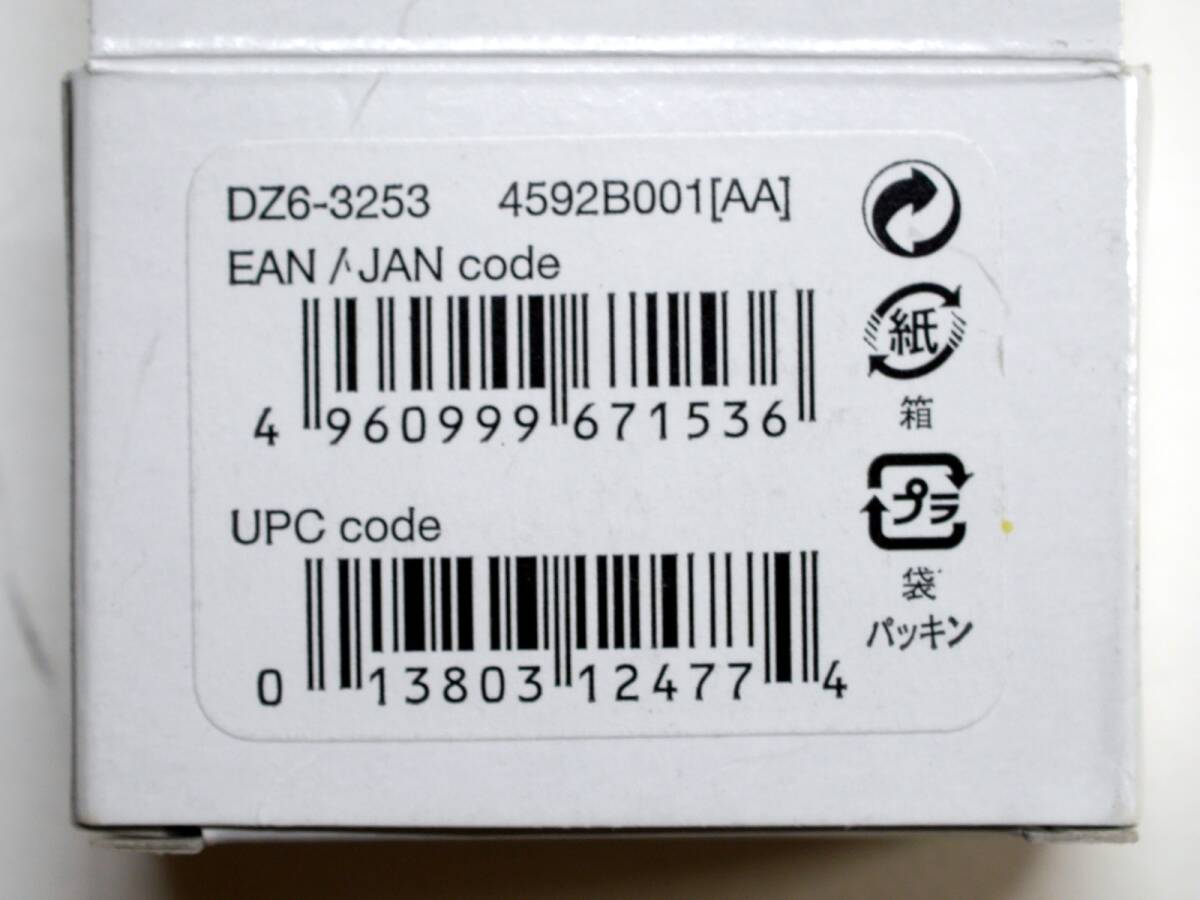 DZ6-3253 4592B001[AA]
EAN / JAN code
4 960999 671536
UPC code
0 13803 12477 4
紙
箱
プラ
袋
パッキン